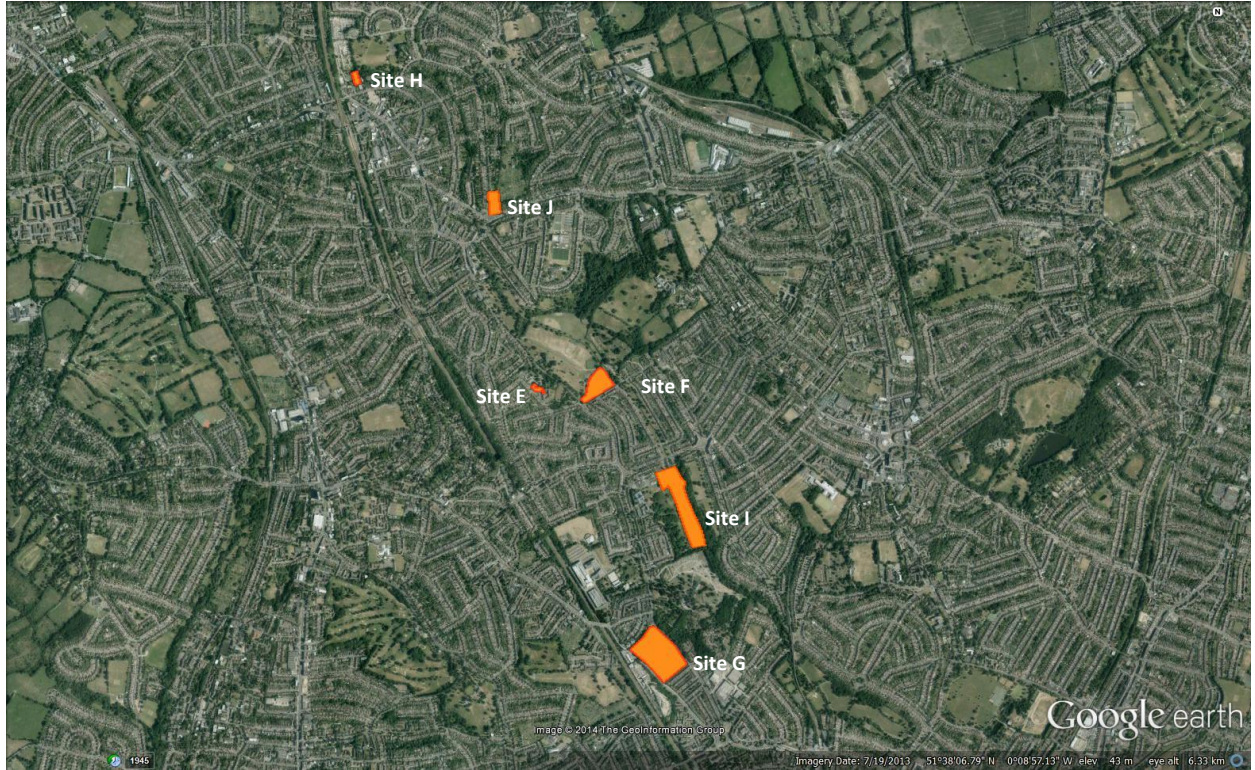 N
Site H
Site J
Site F
Site E
Site I
Site G
Google earth
Image © 2014 The GeoInformation Group
1945
Imagery Date: 7/19/2013 51°38'06.79" N 0°08'57.13" W elev 43 m eye alt 6.33 km